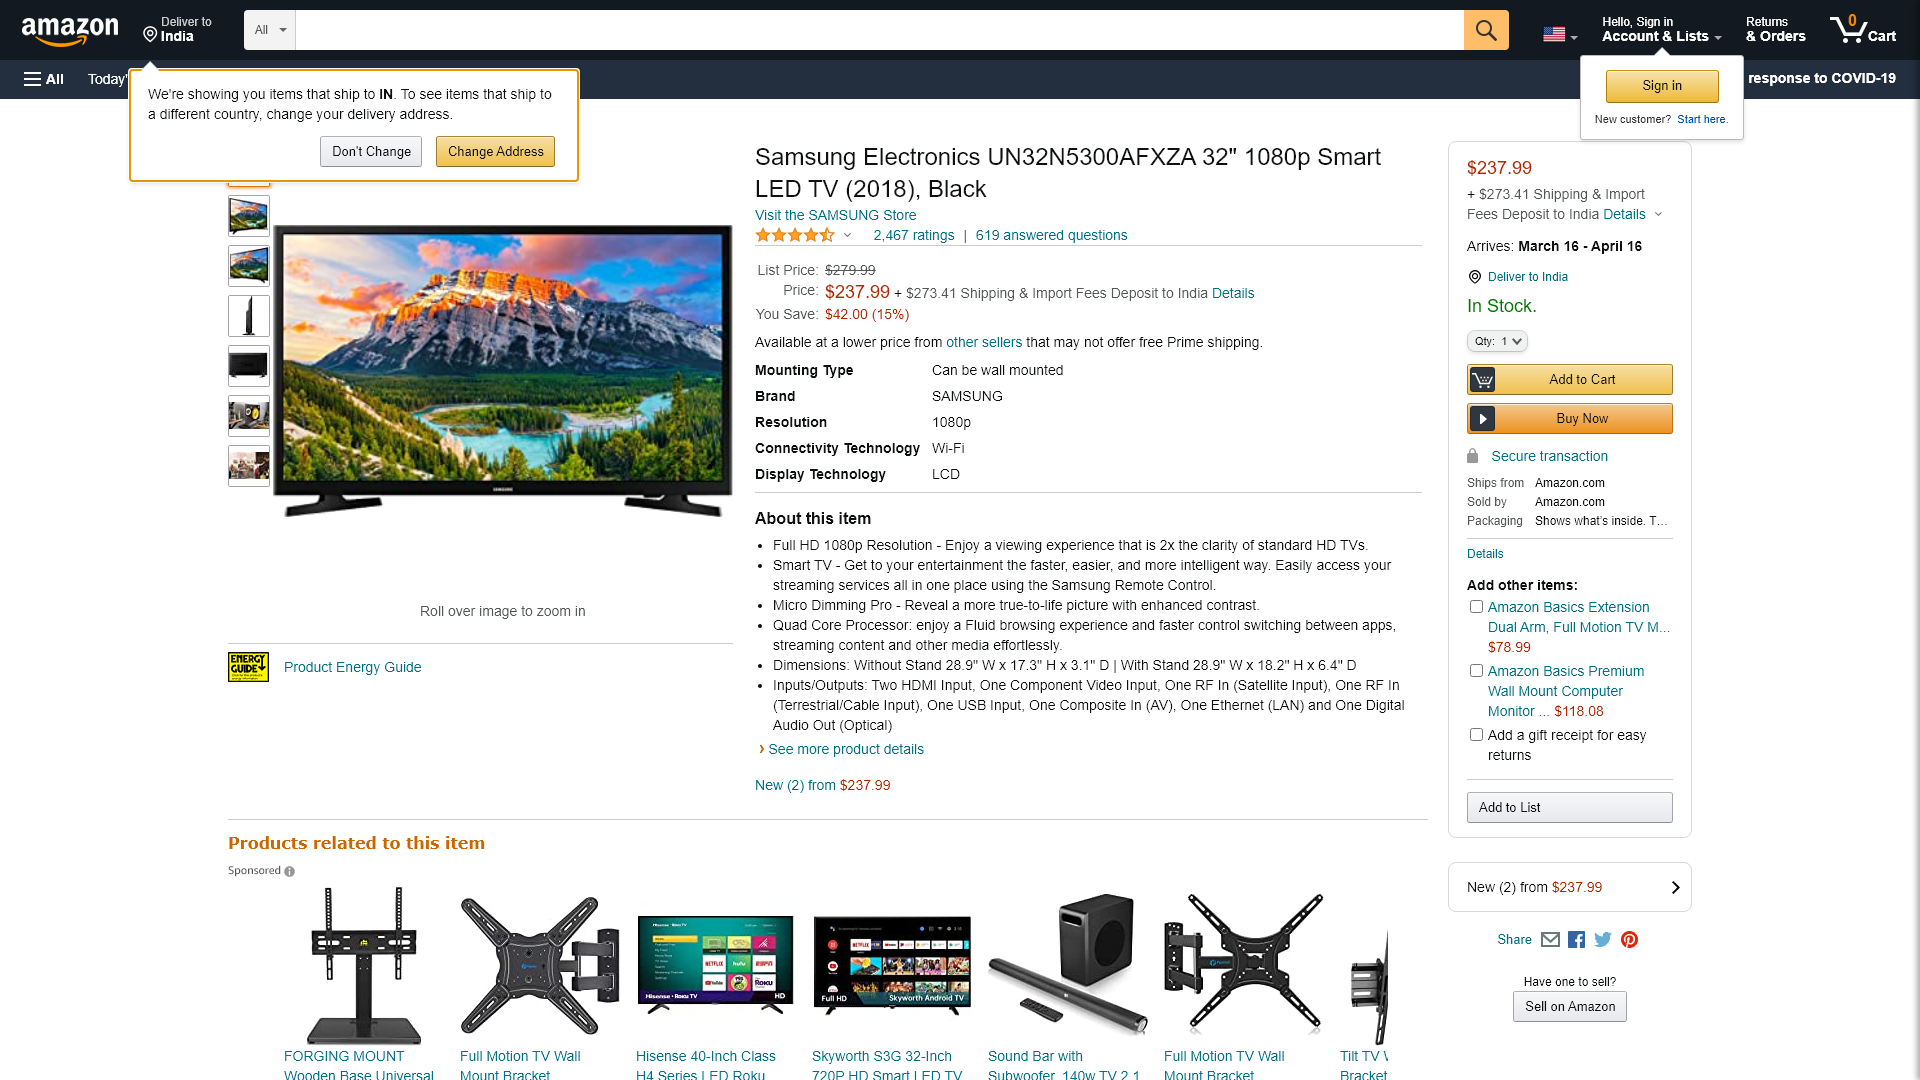 amazon
Deliver to
India
All
Hello, Sign in
Account & Lists
Returns
& Orders
0
Cart
All
Today'
response to COVID-19
We're showing you items that ship to IN. To see items that ship to
a different country, change your delivery address.
Don't Change
Change Address
Sign in
New customer? Start here.
Roll over image to zoom in
ENERGY
GUIDE
Product Energy Guide
Samsung Electronics UN32N5300AFXZA 32" 1080p Smart
LED TV (2018), Black
Visit the SAMSUNG Store
2,467 ratings | 619 answered questions
List Price: $279.99
Price: $237.99 + $273.41 Shipping & Import Fees Deposit to India Details
You Save: $42.00 (15%)
Available at a lower price from other sellers that may not offer free Prime shipping.
Mounting Type Can be wall mounted
Brand SAMSUNG
Resolution 1080p
Connectivity Technology Wi-Fi
Display Technology LCD
About this item
• Full HD 1080p Resolution - Enjoy a viewing experience that is 2x the clarity of standard HD TVs.
• Smart TV - Get to your entertainment the faster, easier, and more intelligent way. Easily access your
streaming services all in one place using the Samsung Remote Control.
• Micro Dimming Pro - Reveal a more true-to-life picture with enhanced contrast.
• Quad Core Processor: enjoy a Fluid browsing experience and faster control switching between apps,
streaming content and other media effortlessly.
• Dimensions: Without Stand 28.9" W x 17.3" H x 3.1" D | With Stand 28.9" W x 18.2" H x 6.4" D
• Inputs/Outputs: Two HDMI Input, One Component Video Input, One RF In (Satellite Input), One RF In
(Terrestrial/Cable Input), One USB Input, One Composite In (AV), One Ethernet (LAN) and One Digital
Audio Out (Optical)
› See more product details
New (2) from $237.99
$237.99
+ $273.41 Shipping & Import
Fees Deposit to India Details
Arrives: March 16 - April 16
Deliver to India
In Stock.
Qty: 1
Add to Cart
Buy Now
Secure transaction
Ships from Amazon.com
Sold by Amazon.com
Packaging Shows what's inside. T...
Details
Add other items:
Amazon Basics Extension
Dual Arm, Full Motion TV M...
$78.99
Amazon Basics Premium
Wall Mount Computer
Monitor ... $118.08
Add a gift receipt for easy
returns
Add to List
New (2) from $237.99
Share
Have one to sell?
Sell on Amazon
Products related to this item
Sponsored
NETFLIX
hulu
ESPN
Roku
Hisense • Roku TV
HD
NETFLIX
Full HD
Skyworth Android TV
FORGING MOUNT
Wooden Base Universal
Full Motion TV Wall
Mount Bracket
Hisense 40-Inch Class
H4 Series LED Roku
Skyworth S3G 32-Inch
720P HD Smart LED TV
Sound Bar with
Subwoofer, 140w TV 2.1
Full Motion TV Wall
Mount Bracket
Tilt TV
Bracket